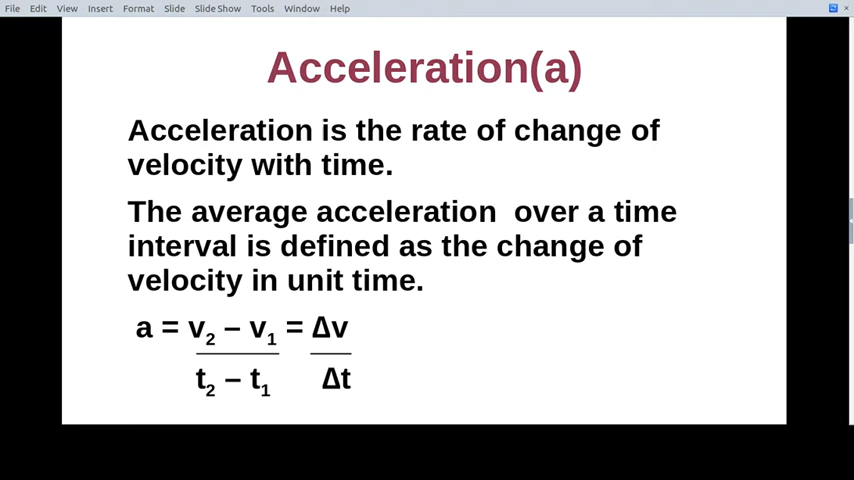 File Edit View Insert Format Slide Slide Show Tools Window Help
Acceleration(a)
Acceleration is the rate of change of
velocity with time.
The average acceleration over a time
interval is defined as the change of
velocity in unit time.
a = v₂ – v₁ = Δv
t₂ – t₁ Δt